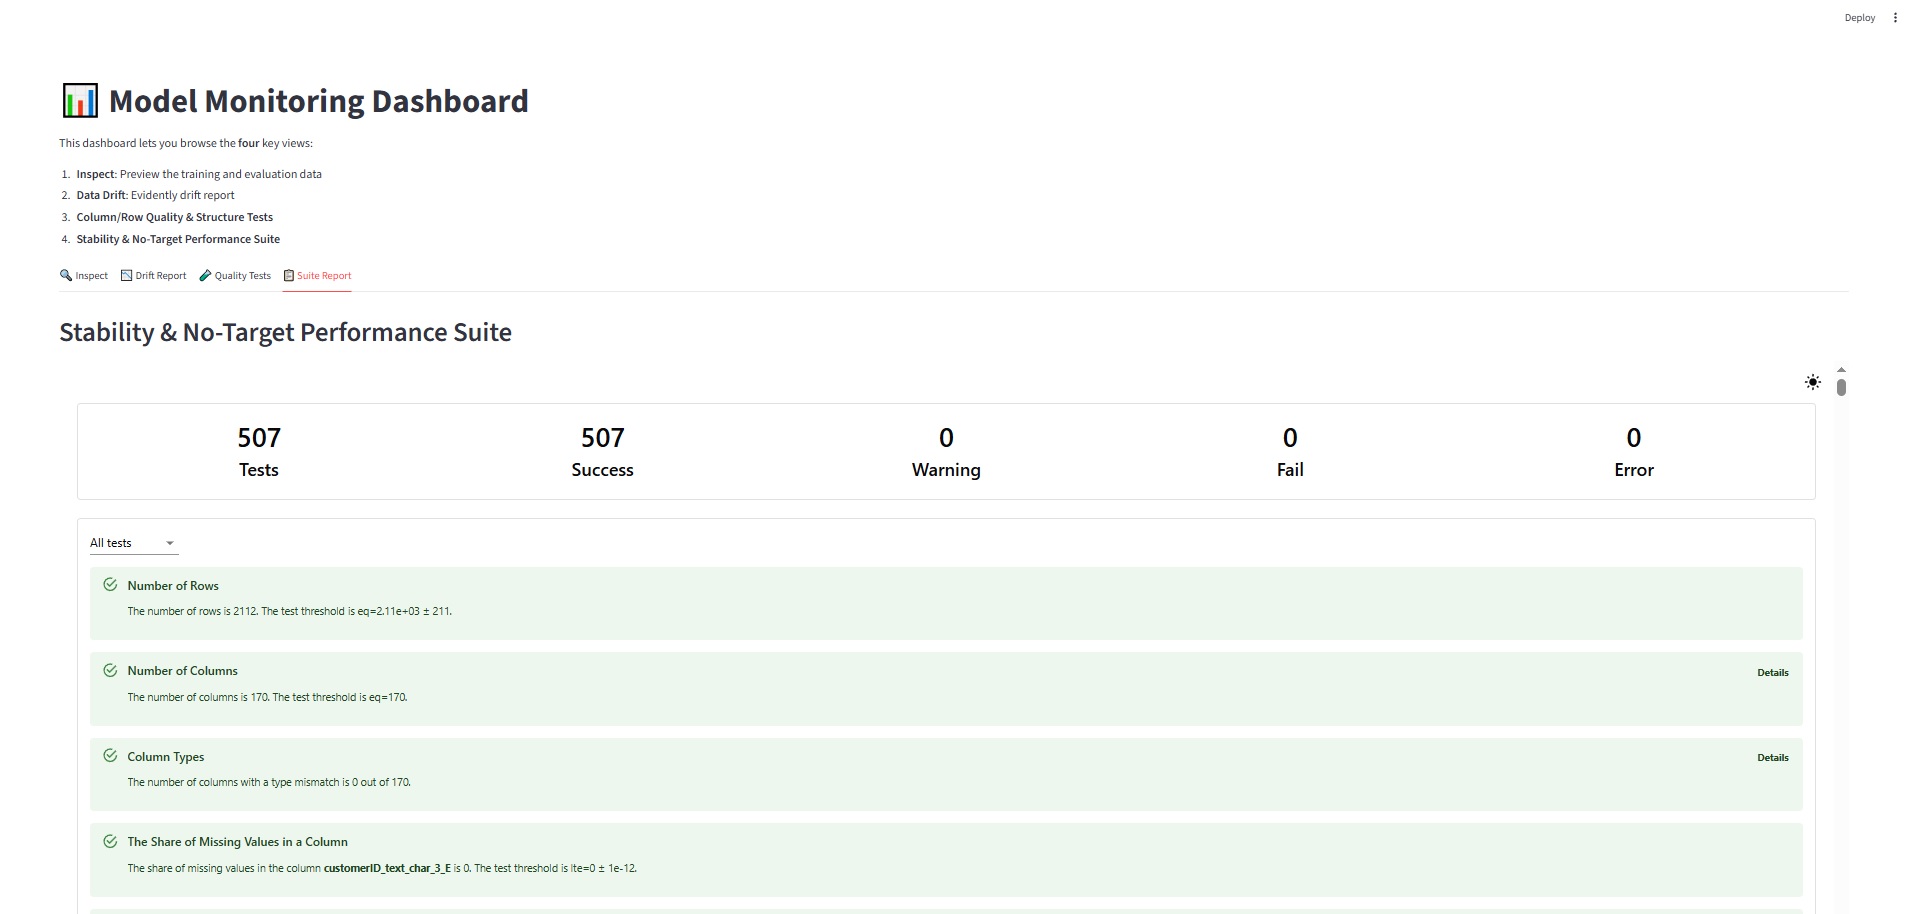 Deploy
Model Monitoring Dashboard
This dashboard lets you browse the four key views:
1. Inspect: Preview the training and evaluation data
2. Data Drift: Evidently drift report
3. Column/Row Quality & Structure Tests
4. Stability & No-Target Performance Suite
Inspect Drift Report Quality Tests Suite Report
Stability & No-Target Performance Suite
507 507 0 0 0
Tests Success Warning Fail Error
All tests
Number of Rows
The number of rows is 2112. The test threshold is eq=2.11e+03 ± 211.
Number of Columns Details
The number of columns is 170. The test threshold is eq=170.
Column Types Details
The number of columns with a type mismatch is 0 out of 170.
The Share of Missing Values in a Column
The share of missing values in the column customerID_text_char_3_E is 0. The test threshold is lte=0 ± 1e-12.